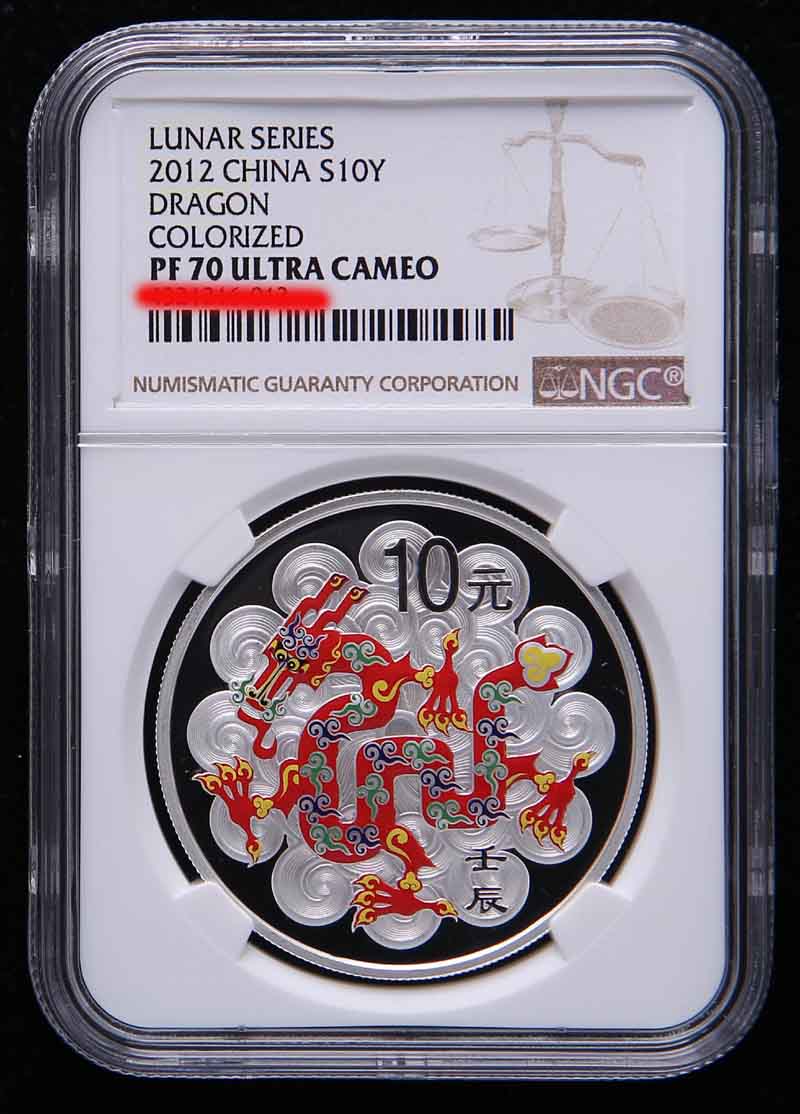 LUNAR SERIES
2012 CHINA S10Y
DRAGON
COLORIZED
PF 70 ULTRA CAMEO
NUMISMATIC GUARANTY CORPORATION
NGC®
10元
壬辰